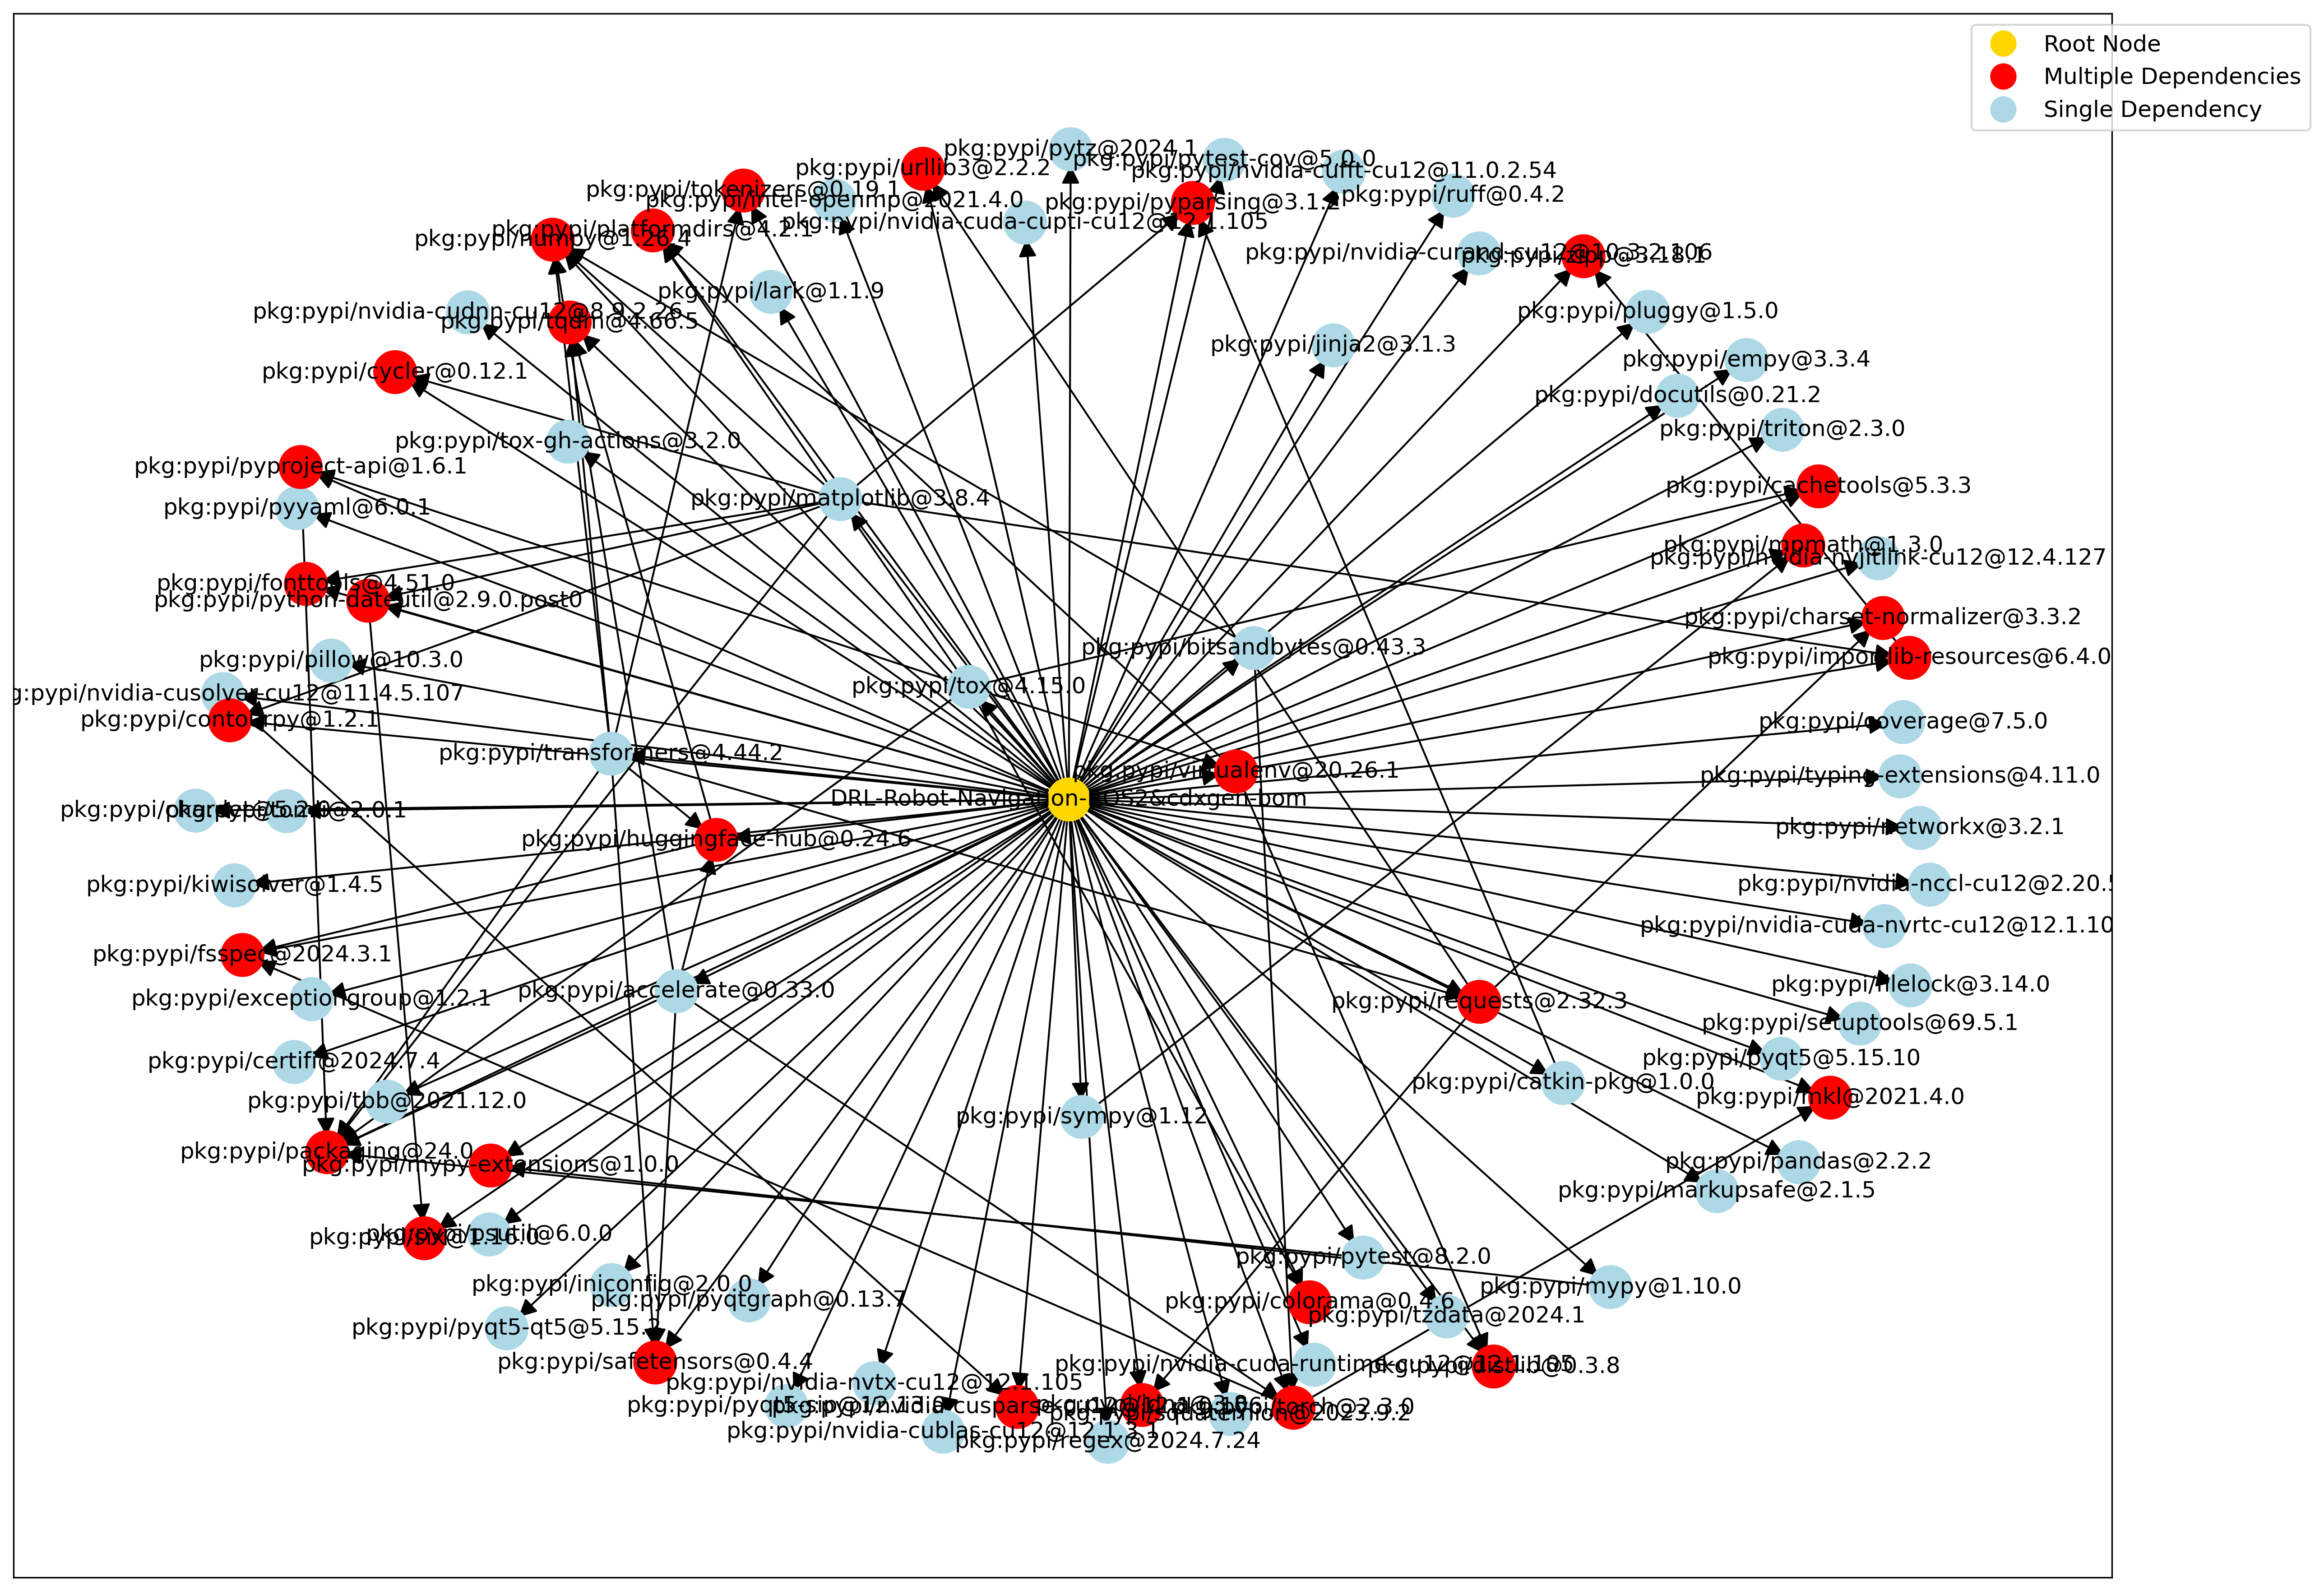 Root Node
Multiple Dependencies
Single Dependency
pkg:pypi/pytz@2024.1
pkg:pypi/pytest-cov@5.0.0
pkg:pypi/urllib3@2.2.2
pkg:pypi/nvidia-cufft-cu12@11.0.2.54
pkg:pypi/tokenizers@0.19.1
pkg:pypi/ruff@0.4.2
pkg:pypi/intel-openmp@2021.4.0
pkg:pypi/pyparsing@3.1.2
pkg:pypi/nvidia-cuda-cupti-cu12@12.1.105
pkg:pypi/platformdirs@4.2.1
pkg:pypi/numpy@1.26.4
pkg:pypi/nvidia-curand-cu12@10.3.2.106
pkg:pypi/zipp@3.18.1
pkg:pypi/lark@1.1.9
pkg:pypi/nvidia-cudnn-cu12@8.9.2.26
pkg:pypi/pluggy@1.5.0
pkg:pypi/tqdm@4.66.5
pkg:pypi/jinja2@3.1.3
pkg:pypi/empy@3.3.4
pkg:pypi/cycler@0.12.1
pkg:pypi/docutils@0.21.2
pkg:pypi/triton@2.3.0
pkg:pypi/tox-gh-actions@3.2.0
pkg:pypi/pyproject-api@1.6.1
pkg:pypi/cachetools@5.3.3
pkg:pypi/matplotlib@3.8.4
pkg:pypi/pyyaml@6.0.1
pkg:pypi/mpmath@1.3.0
pkg:pypi/nvidia-nvjitlink-cu12@12.4.127
pkg:pypi/fonttools@4.51.0
pkg:pypi/python-dateutil@2.9.0.post0
pkg:pypi/charset-normalizer@3.3.2
pkg:pypi/bitsandbytes@0.43.3
pkg:pypi/importlib-resources@6.4.0
pkg:pypi/pillow@10.3.0
pkg:pypi/tox@4.15.0
g:pypi/nvidia-cusolver-cu12@11.4.5.107
pkg:pypi/contourpy@1.2.1
pkg:pypi/coverage@7.5.0
pkg:pypi/transformers@4.44.2
pkg:pypi/virtualenv@20.26.1
pkg:pypi/typing-extensions@4.11.0
DRL-Robot-Navigation-ROS2&cdxgen-bom
pkg:pypi/chardet@5.2.0
pkg:pypi/tomli@2.0.1
pkg:pypi/networkx@3.2.1
pkg:pypi/huggingface-hub@0.24.6
pkg:pypi/kiwisolver@1.4.5
pkg:pypi/nvidia-nccl-cu12@2.20.5
pkg:pypi/nvidia-cuda-nvrtc-cu12@12.1.10
pkg:pypi/fsspec@2024.3.1
pkg:pypi/filelock@3.14.0
pkg:pypi/accelerate@0.33.0
pkg:pypi/exceptiongroup@1.2.1
pkg:pypi/requests@2.32.3
pkg:pypi/setuptools@69.5.1
pkg:pypi/certifi@2024.7.4
pkg:pypi/pyqt5@5.15.10
pkg:pypi/catkin-pkg@1.0.0
pkg:pypi/tbb@2021.12.0
pkg:pypi/mkl@2021.4.0
pkg:pypi/sympy@1.12
pkg:pypi/packaging@24.0
pkg:pypi/mypy-extensions@1.0.0
pkg:pypi/pandas@2.2.2
pkg:pypi/markupsafe@2.1.5
pkg:pypi/psutil@6.0.0
pkg:pypi/six@1.16.0
pkg:pypi/pytest@8.2.0
pkg:pypi/iniconfig@2.0.0
pkg:pypi/mypy@1.10.0
pkg:pypi/pyqtgraph@0.13.7
pkg:pypi/colorama@0.4.6
pkg:pypi/tzdata@2024.1
pkg:pypi/pyqt5-qt5@5.15.2
pkg:pypi/safetensors@0.4.4
pkg:pypi/nvidia-cuda-runtime-cu12@12.1.105
pkg:pypi/distlib@0.3.8
pkg:pypi/nvidia-nvtx-cu12@12.1.105
pkg:pypi/pyqt5-sip@12.13.0
pkg:pypi/torch@2.3.0
pkg:pypi/nvidia-cublas-cu12@12.1.3.1
pkg:pypi/regex@2024.7.24